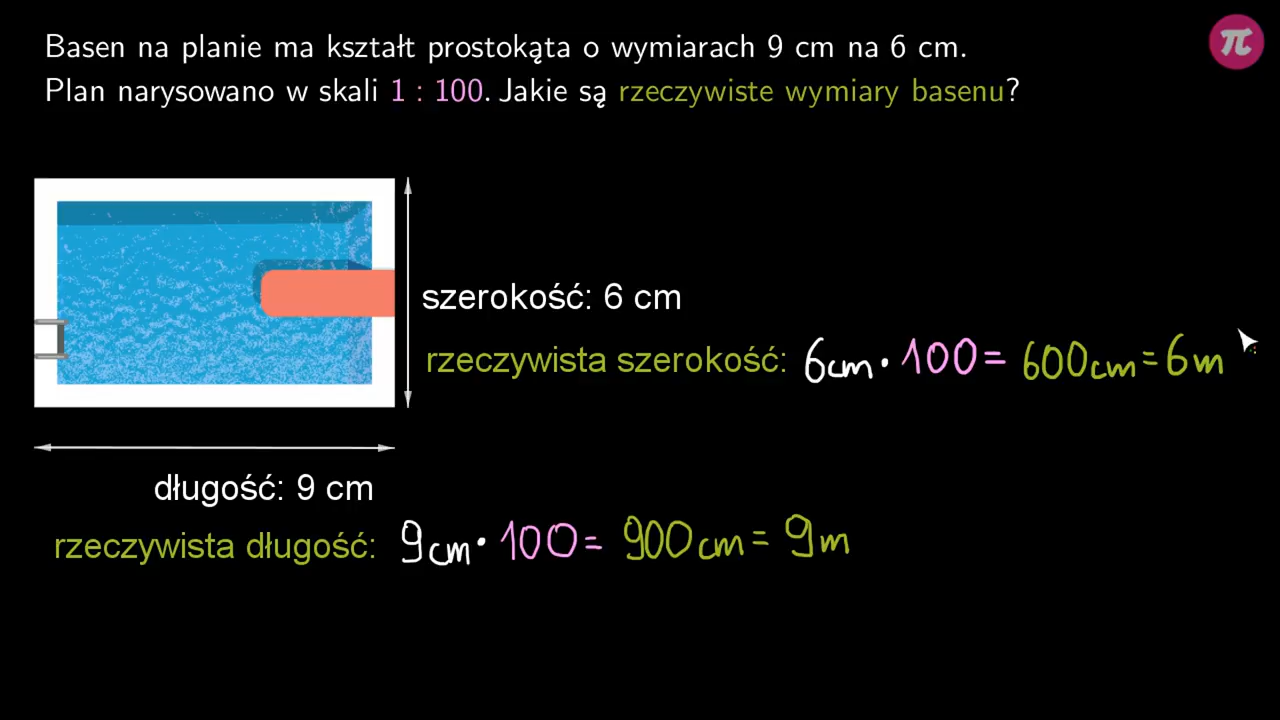 Basen na planie ma kształt prostokąta o wymiarach 9 cm na 6 cm.
Plan narysowano w skali 1 : 100. Jakie są rzeczywiste wymiary basenu?
π
szerokość: 6 cm
rzeczywista szerokość: 6cm · 100 = 600cm = 6m
długość: 9 cm
rzeczywista długość: 9cm · 100 = 900cm = 9m